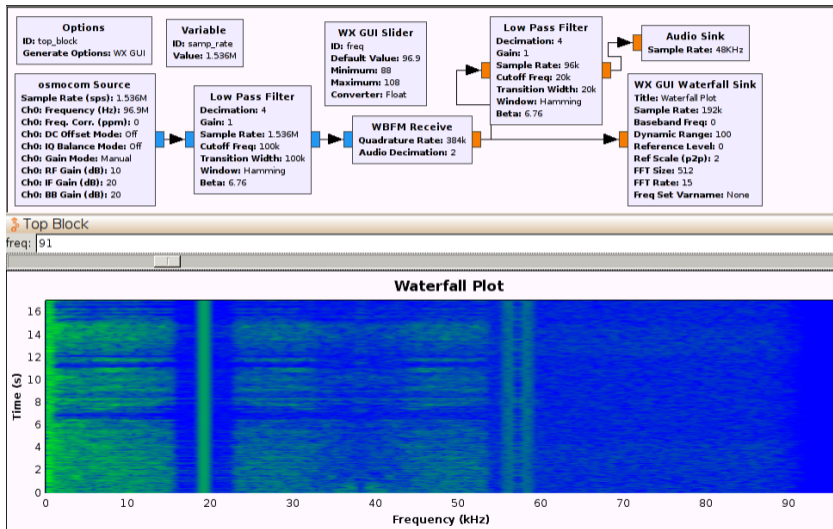 Options
ID: top_block
Generate Options: WX GUI
Variable
ID: samp_rate
Value: 1.536M
WX GUI Slider
ID: freq
Default Value: 96.9
Minimum: 88
Maximum: 108
Converter: Float
Low Pass Filter
Decimation: 4
Gain: 1
Sample Rate: 96k
Cutoff Freq: 20k
Transition Width: 20k
Window: Hamming
Beta: 6.76
Audio Sink
Sample Rate: 48KHz
osmocom Source
Sample Rate (sps): 1.536M
Ch0: Frequency (Hz): 96.9M
Ch0: Freq. Corr. (ppm): 0
Ch0: DC Offset Mode: Off
Ch0: IQ Balance Mode: Off
Ch0: Gain Mode: Manual
Ch0: RF Gain (dB): 10
Ch0: IF Gain (dB): 20
Ch0: BB Gain (dB): 20
Low Pass Filter
Decimation: 4
Gain: 1
Sample Rate: 1.536M
Cutoff Freq: 100k
Transition Width: 100k
Window: Hamming
Beta: 6.76
WBFM Receive
Quadrature Rate: 384k
Audio Decimation: 2
WX GUI Waterfall Sink
Title: Waterfall Plot
Sample Rate: 192k
Baseband Freq: 0
Dynamic Range: 100
Reference Level: 0
Ref Scale (p2p): 2
FFT Size: 512
FFT Rate: 15
Freq Set Varname: None
Top Block
freq: 91
Waterfall Plot
Time (s)
16
14
12
10
8
6
4
2
0
0 10 20 30 40 50 60 70 80 90
Frequency (kHz)